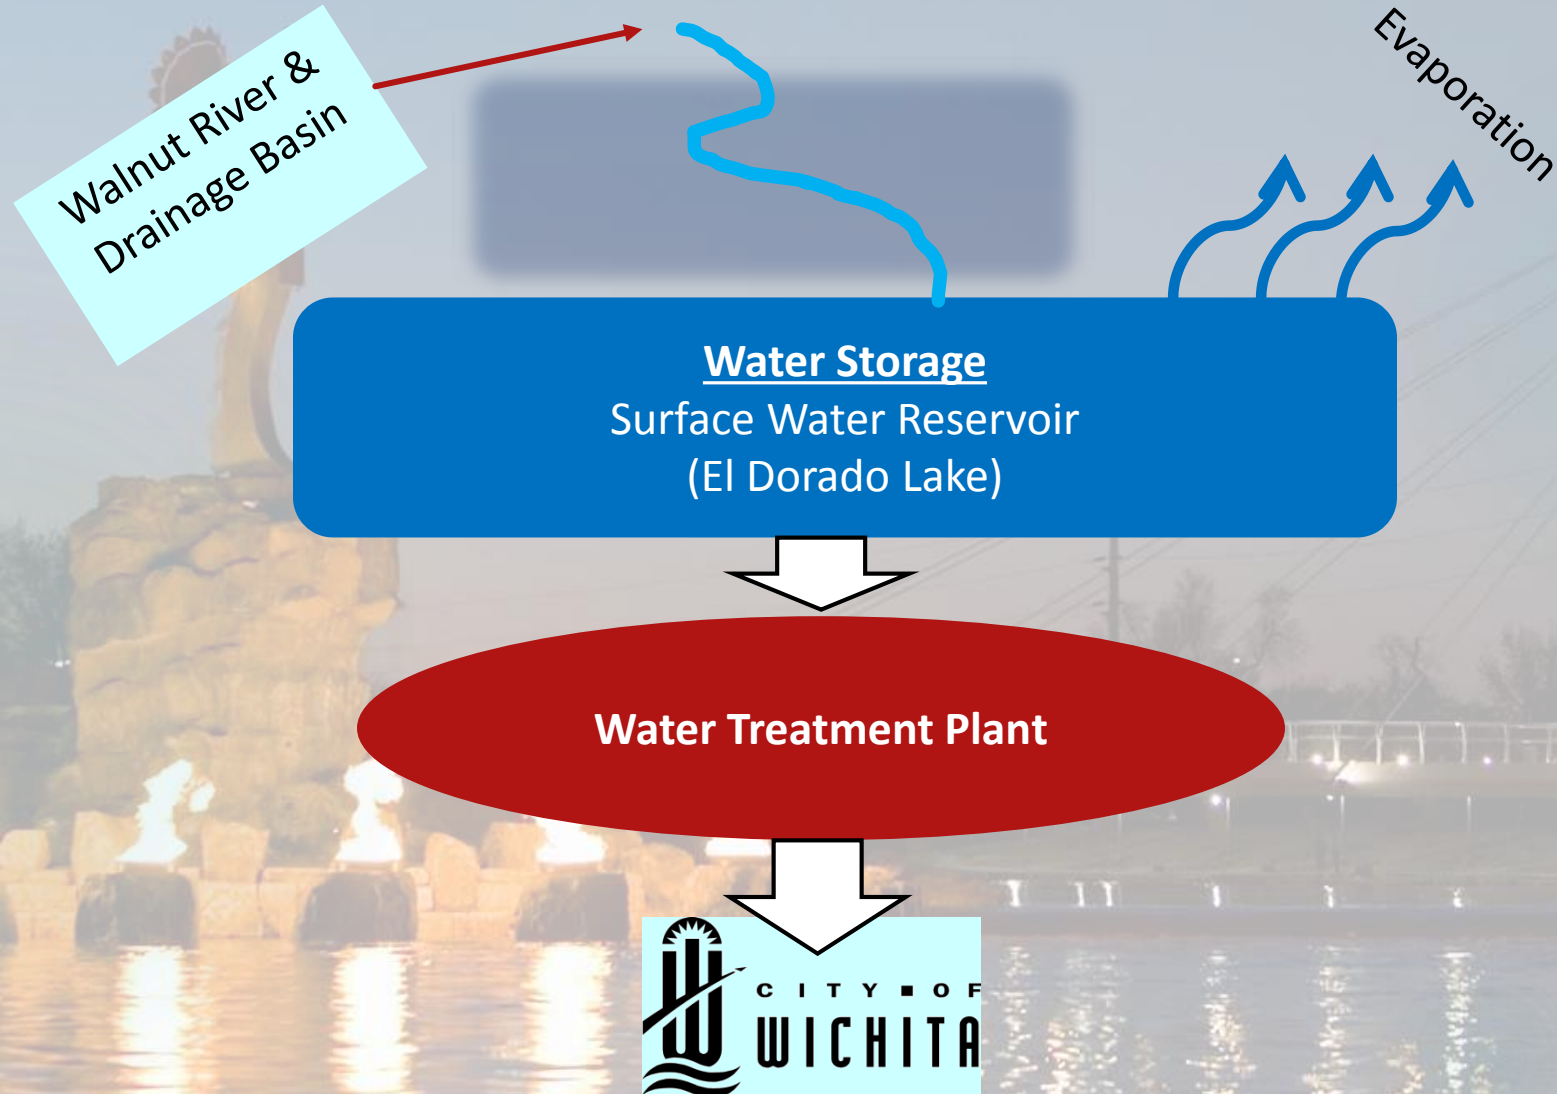 Walnut River &
Drainage Basin
Evaporation
Water Storage
Surface Water Reservoir
(El Dorado Lake)
Water Treatment Plant
CITY OF
WICHITA